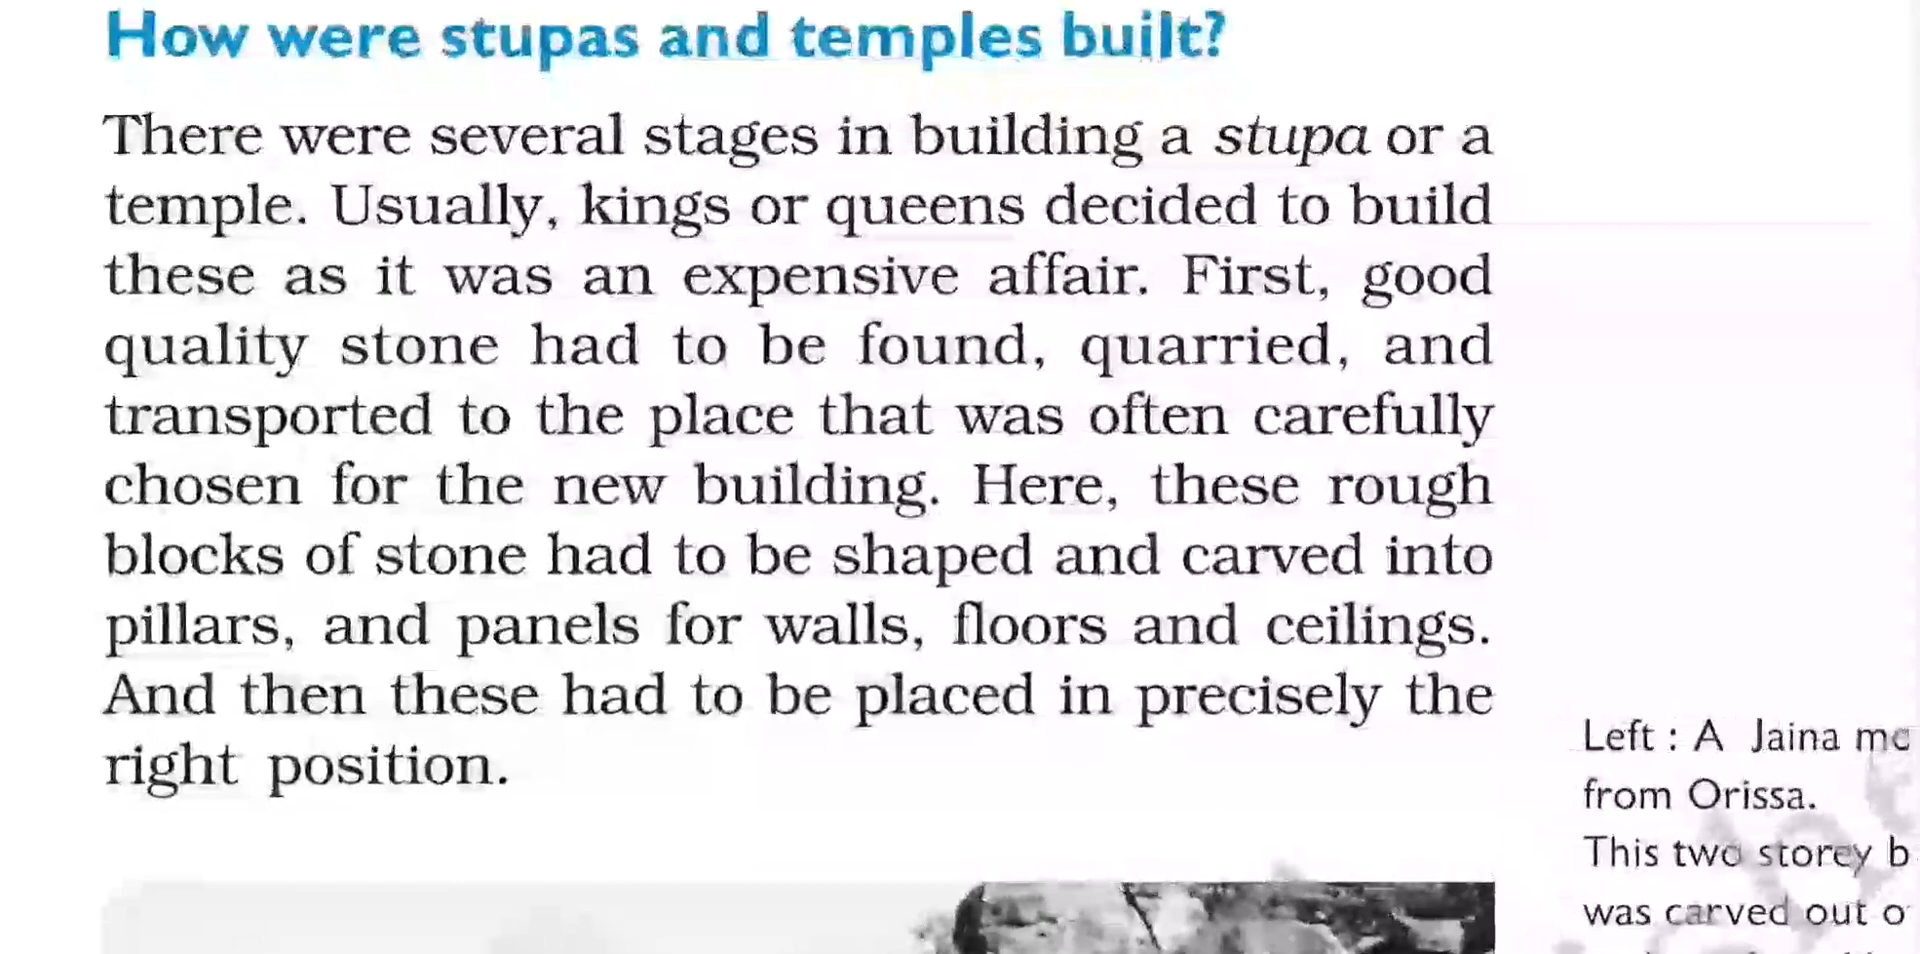 How were stupas and temples built?
There were several stages in building a stupa or a
temple. Usually, kings or queens decided to build
these as it was an expensive affair. First, good
quality stone had to be found, quarried, and
transported to the place that was often carefully
chosen for the new building. Here, these rough
blocks of stone had to be shaped and carved into
pillars, and panels for walls, floors and ceilings.
And then these had to be placed in precisely the
right position.
Left : A Jaina
from Orissa.
This two storey
was carved out